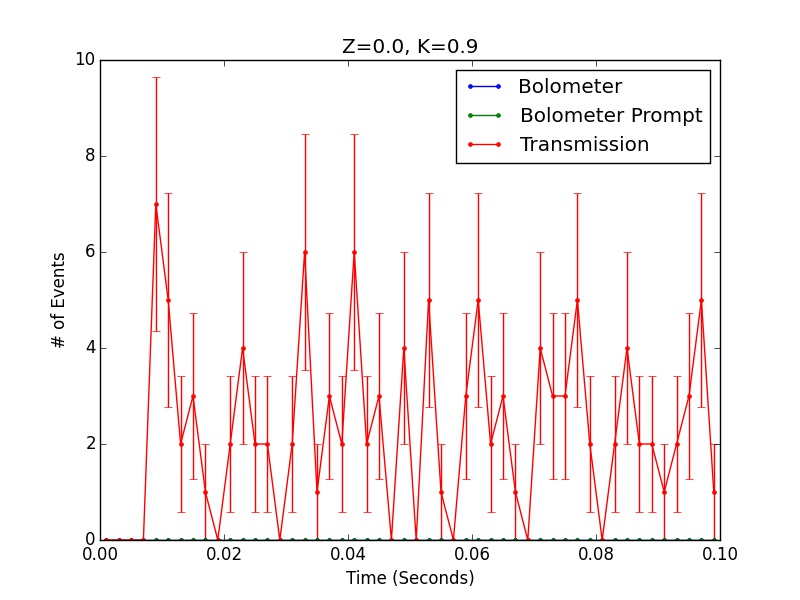 Z=0.0, K=0.9
Bolometer
Bolometer Prompt
Transmission
10
8
6
4
2
0
# of Events
0.00 0.02 0.04 0.06 0.08 0.10
Time (Seconds)